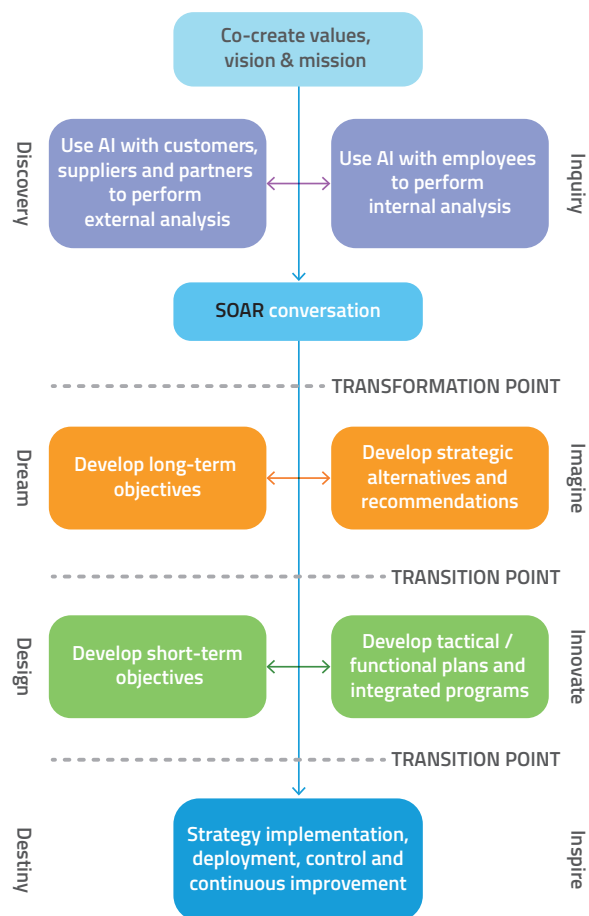 Co-create values,
vision & mission
Discovery
Use AI with customers,
suppliers and partners
to perform
external analysis
Use AI with employees
to perform
internal analysis
Inquiry
SOAR conversation
TRANSFORMATION POINT
Dream
Develop long-term
objectives
Develop strategic
alternatives and
recommendations
Imagine
TRANSITION POINT
Design
Develop short-term
objectives
Develop tactical /
functional plans and
integrated programs
Innovate
TRANSITION POINT
Destiny
Strategy implementation,
deployment, control and
continuous improvement
Inspire